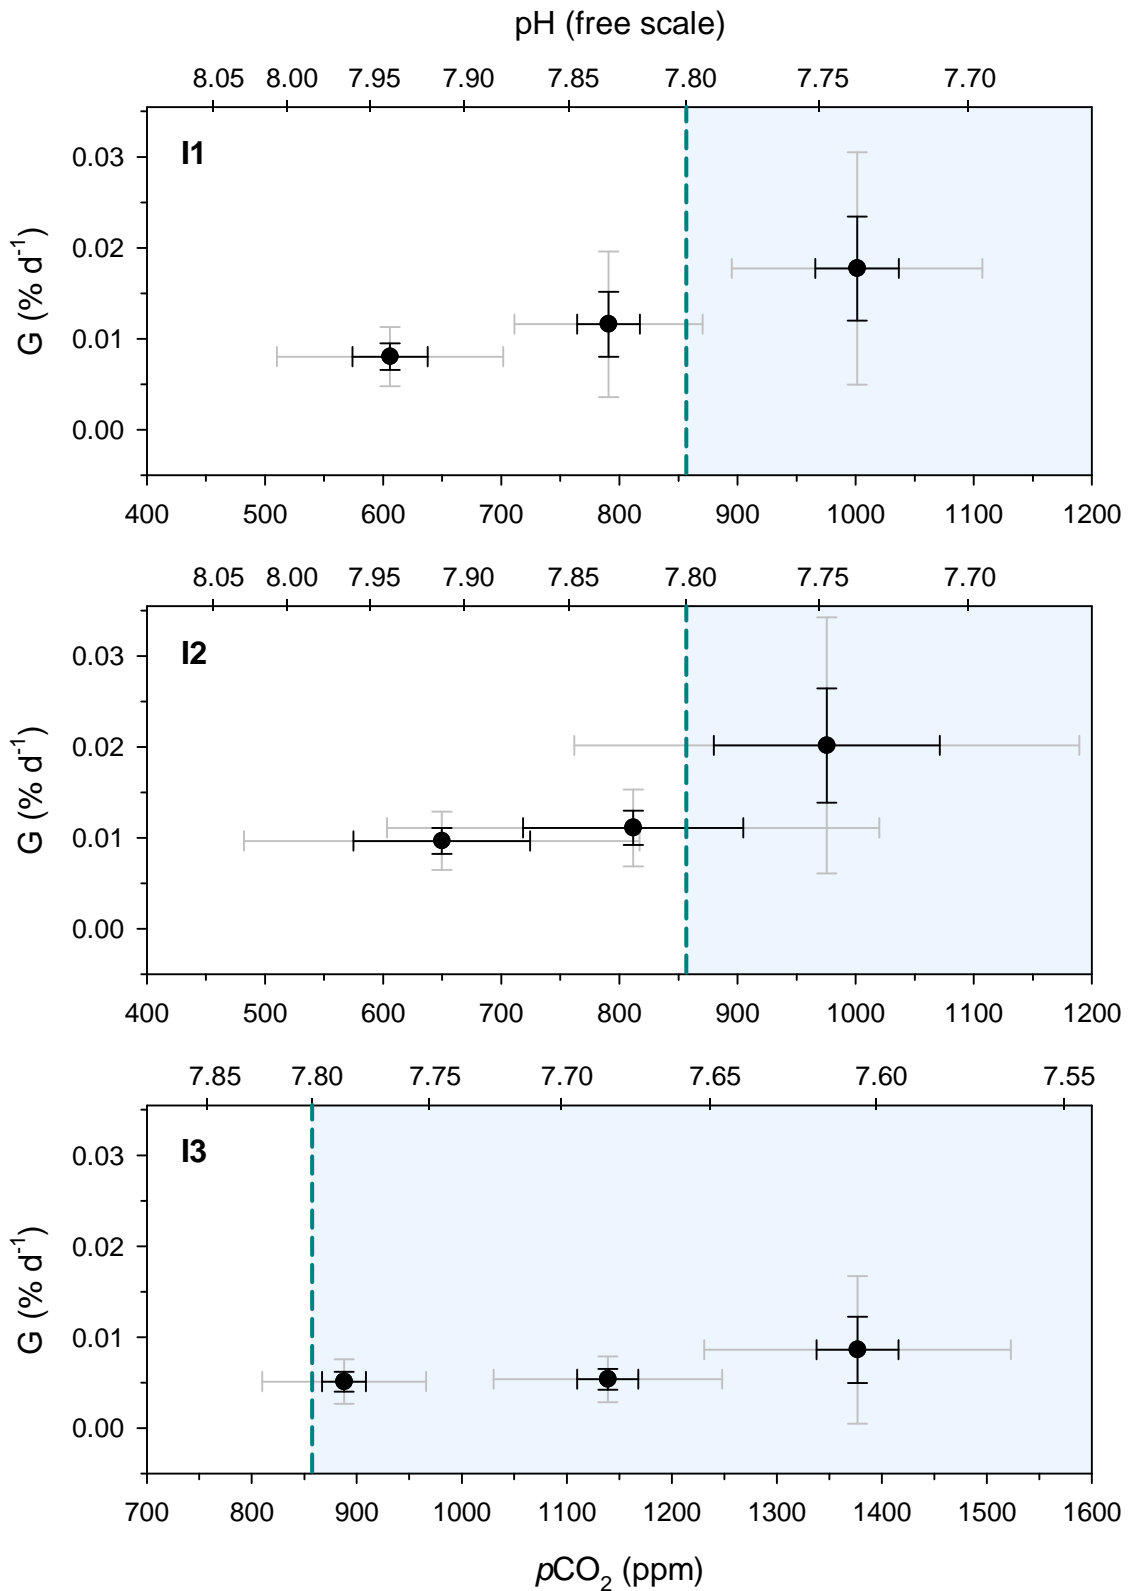 pH (free scale)
8.05 8.00 7.95 7.90 7.85 7.80 7.75 7.70
I1
0.03
0.02
0.01
0.00
G (% d⁻¹)
400 500 600 700 800 900 1000 1100 1200
8.05 8.00 7.95 7.90 7.85 7.80 7.75 7.70
I2
0.03
0.02
0.01
0.00
G (% d⁻¹)
400 500 600 700 800 900 1000 1100 1200
7.85 7.80 7.75 7.70 7.65 7.60 7.55
I3
0.03
0.02
0.01
0.00
G (% d⁻¹)
700 800 900 1000 1100 1200 1300 1400 1500 1600
pCO₂ (ppm)